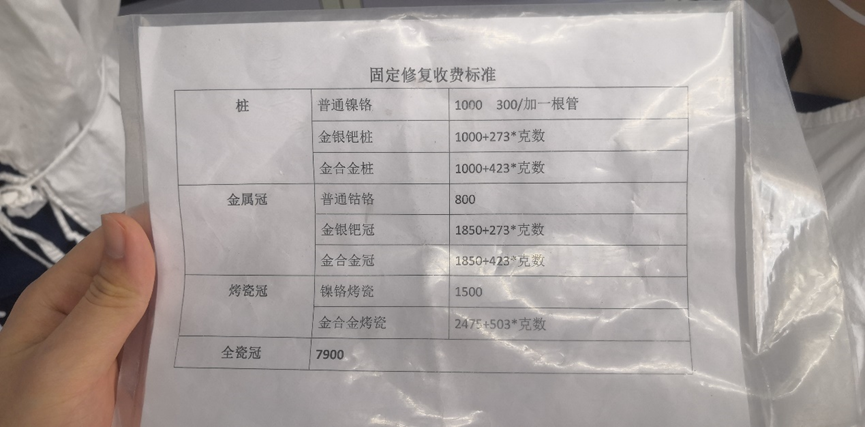 固定修复收费标准
桩 普通镍铬 1000 300/加一根管
金银钯桩 1000+273*克数
金合金桩 1000+423*克数
金属冠 普通钴铬 800
金银钯冠 1850+273*克数
金合金冠 1850+423*克数
烤瓷冠 镍铬烤瓷 1500
金合金烤瓷 2475+503*克数
全瓷冠 7900